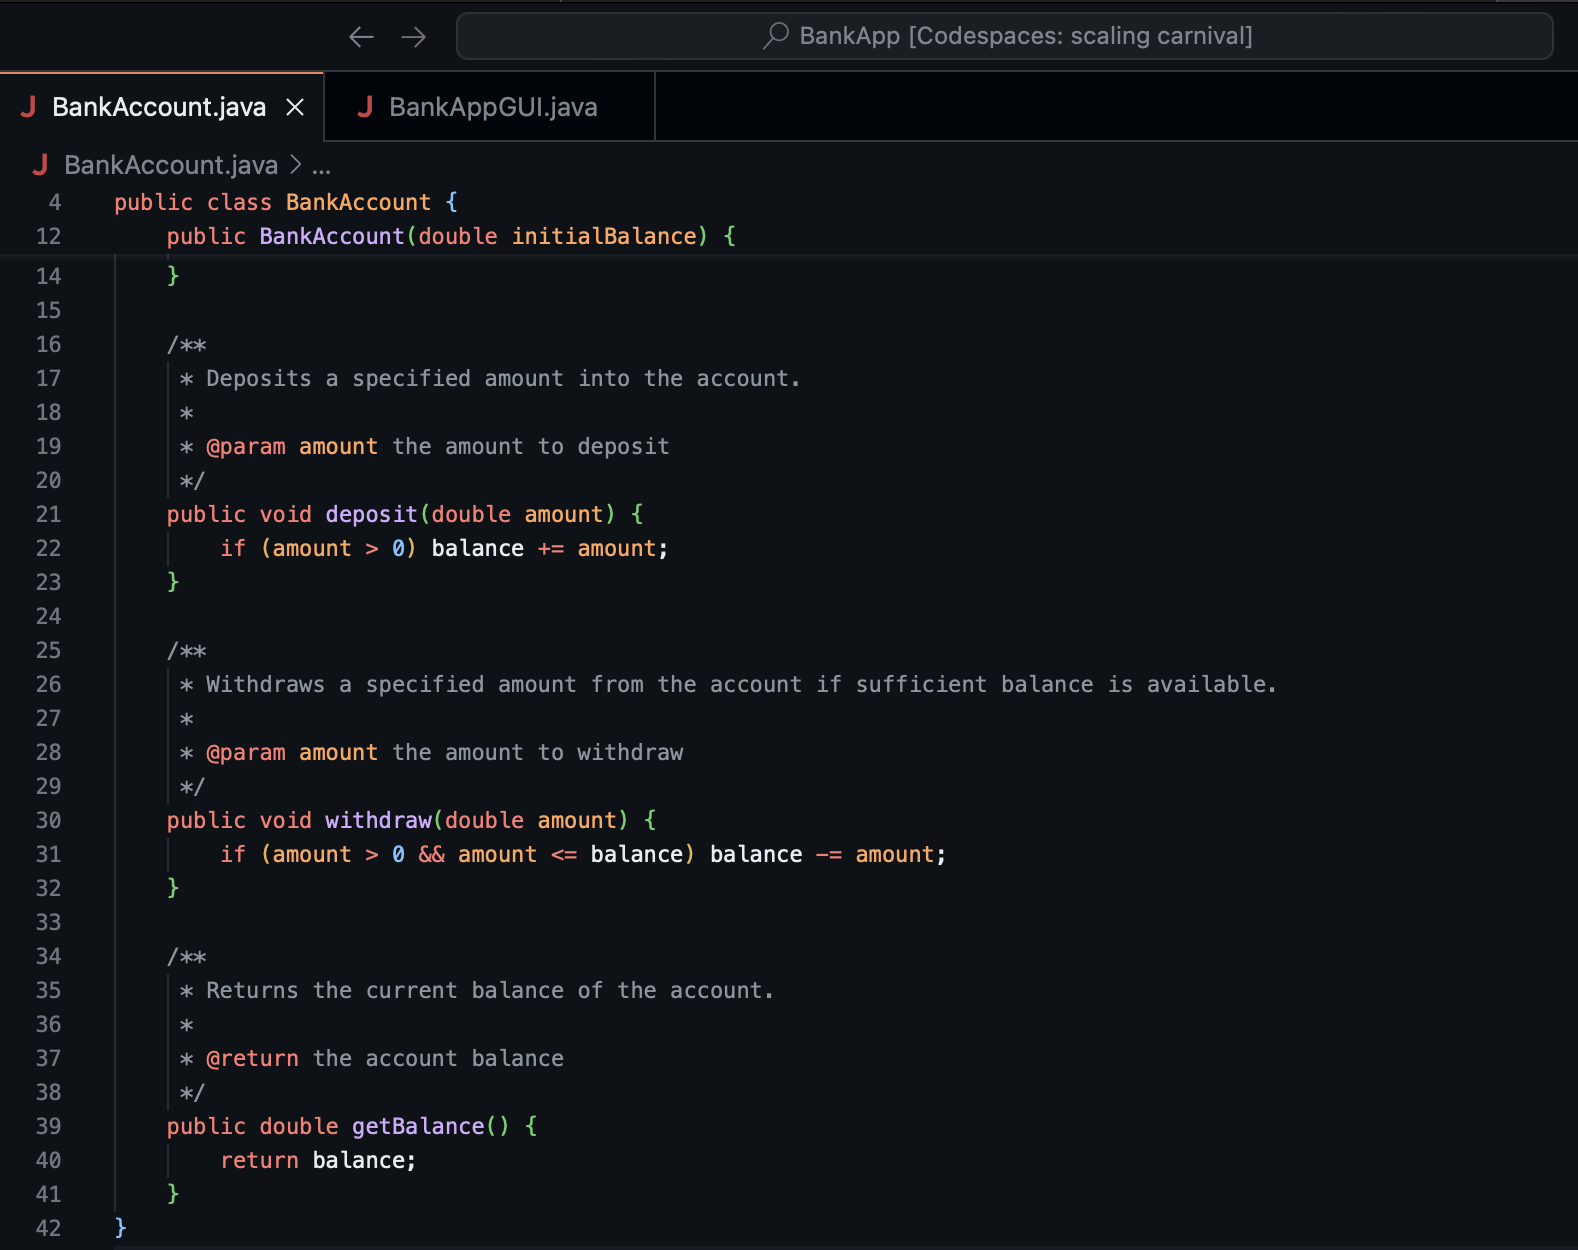 BankApp [Codespaces: scaling carnival]
J BankAccount.java ×
J BankAppGUI.java
J BankAccount.java > ...
4 public class BankAccount {
12 public BankAccount(double initialBalance) {
14 }
15
16 /**
17 * Deposits a specified amount into the account.
18 *
19 * @param amount the amount to deposit
20 */
21 public void deposit(double amount) {
22 if (amount > 0) balance += amount;
23 }
24
25 /**
26 * Withdraws a specified amount from the account if sufficient balance is available.
27 *
28 * @param amount the amount to withdraw
29 */
30 public void withdraw(double amount) {
31 if (amount > 0 && amount <= balance) balance -= amount;
32 }
33
34 /**
35 * Returns the current balance of the account.
36 *
37 * @return the account balance
38 */
39 public double getBalance() {
40 return balance;
41 }
42 }